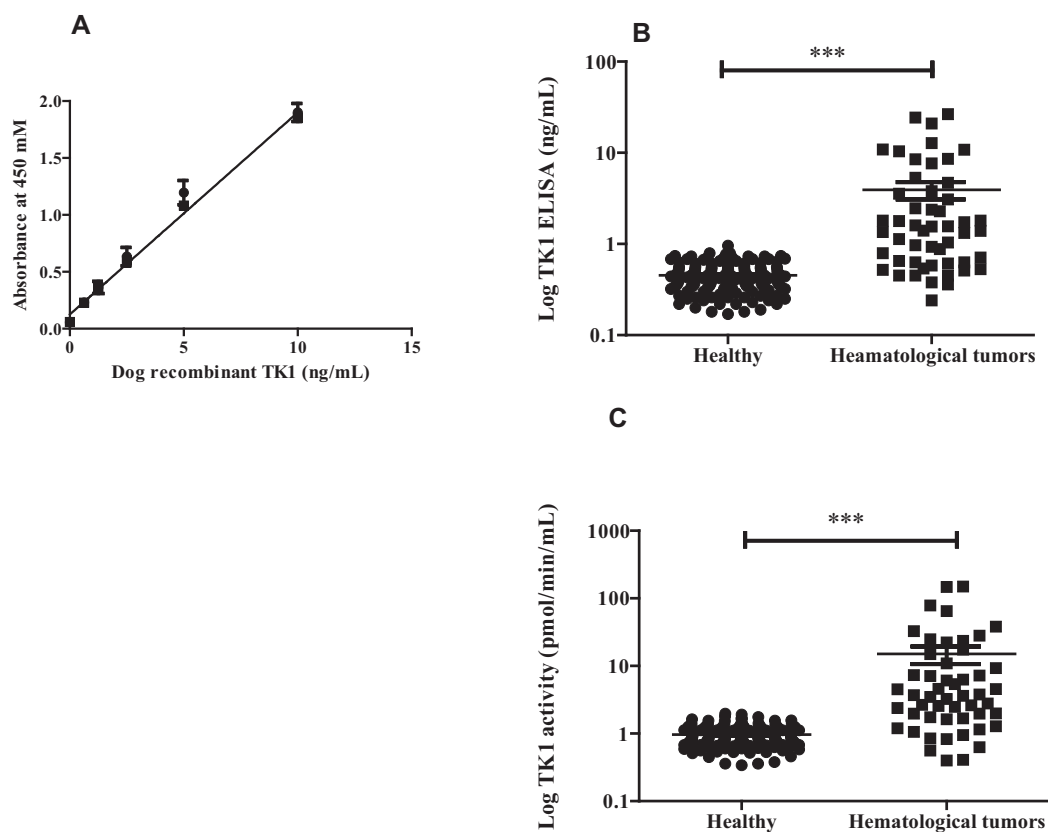 A
2.0
1.5
1.0
0.5
0.0
Absorbance at 450 mM
0
5
10
15
Dog recombinant TK1 (ng/mL)
B
***
100
10
1
0.1
Log TK1 ELISA (ng/mL)
Healthy
Heamatological tumors
C
***
1000
100
10
1
0.1
Log TK1 activity (pmol/min/mL)
Healthy
Hematological tumors